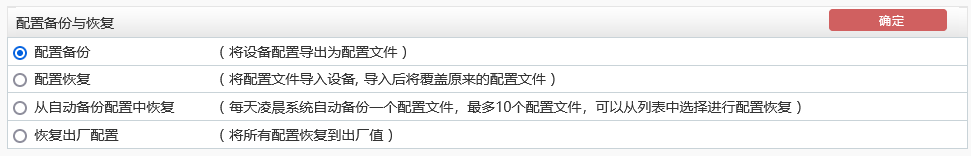 配置备份与恢复 确定
配置备份 （将设备配置导出为配置文件）
配置恢复 （将配置文件导入设备, 导入后将覆盖原来的配置文件）
从自动备份配置中恢复 （每天凌晨系统自动备份一个配置文件，最多10个配置文件，可以从列表中选择进行配置恢复）
恢复出厂配置 （将所有配置恢复到出厂值）